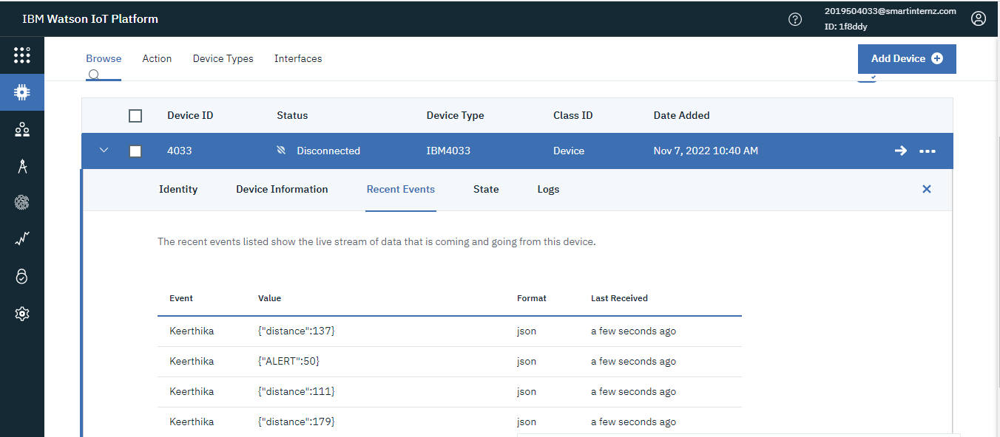 IBM Watson IoT Platform
2019504033@smartinternz.com
ID: 1f8ddy
Browse Action Device Types Interfaces
Add Device
Device ID Status Device Type Class ID Date Added
4033 Disconnected IBM4033 Device Nov 7, 2022 10:40 AM
Identity Device Information Recent Events State Logs
The recent events listed show the live stream of data that is coming and going from this device.
Event Value Format Last Received
Keerthika {"distance":137} json a few seconds ago
Keerthika {"ALERT":50} json a few seconds ago
Keerthika {"distance":111} json a few seconds ago
Keerthika {"distance":179} json a few seconds ago